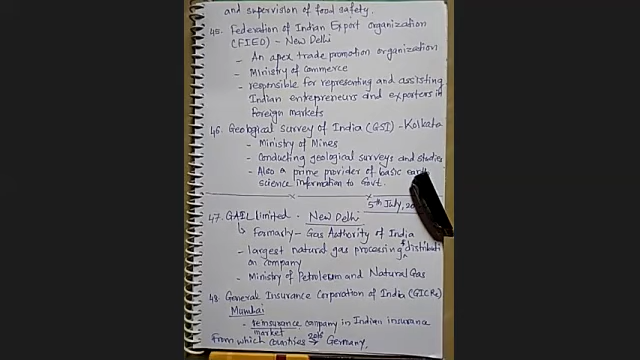 and supervision of food safety.
45. Federation of Indian Export Organization
(FIEO) - New Delhi
- An apex trade promotion organization
- Ministry of commerce
- responsible for representing and assisting
Indian entrepreneurs and exporters in
foreign markets
46. Geological survey of India (GSI) - Kolkata
- Ministry of Mines
- Conducting geological surveys and studies
- Also a prime provider of basic earth
science information to Govt.
5th July, 20
47. GAIL limited - New Delhi
↳ Formarly - Gas Authority of India
- largest natural gas processing & distributi
on company
- Ministry of Petroleum and Natural Gas
48. General Insurance Corporation of India (GICRe)
Mumbai
- reinsurance company in Indian insurance
market
From which countries → Germany,